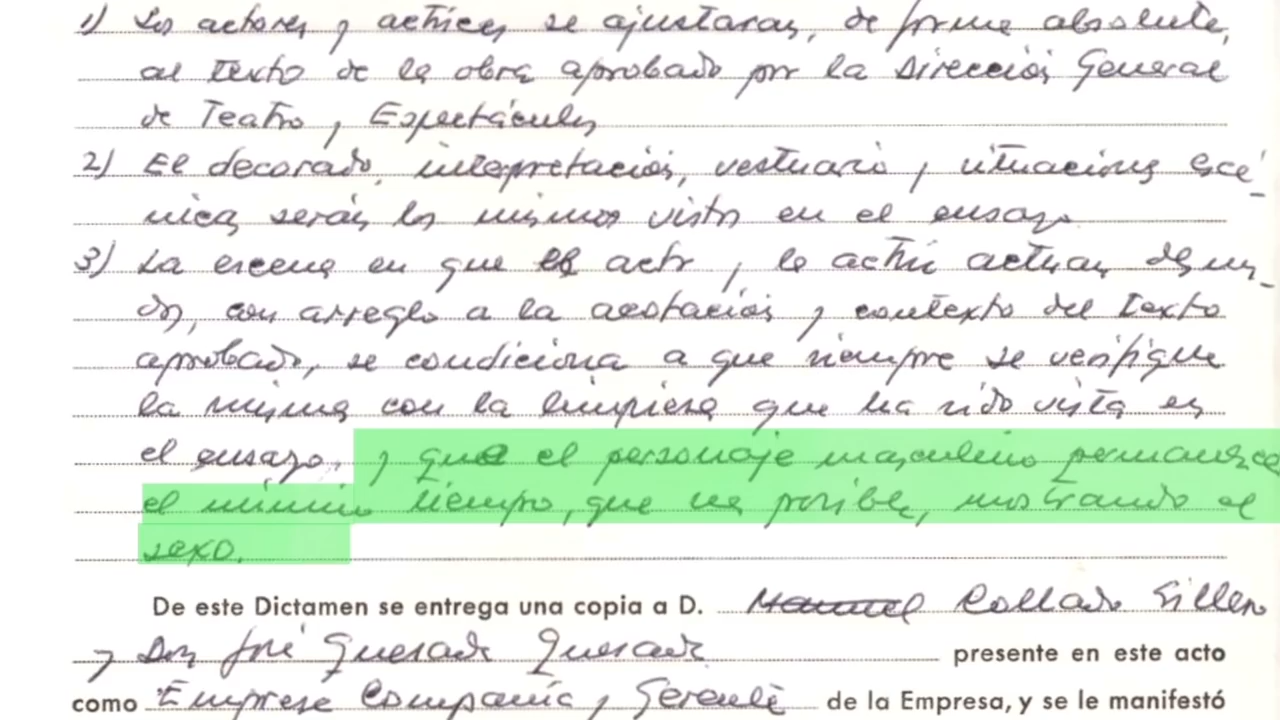 1) Los actores y actrices se ajustaran, de forma absoluta,
al texto de la obra aprobado por la Dirección General
de Teatro y Espectáculos
2) El decorado, interpretación, vestuario y situaciones escé-
nicas serán los mismos vistos en el ensayo
3) La escena en que el actor y la actriz actuan desnu-
dos, con arreglo a la acotación y contexto del texto
aprobado, se condiciona a que siempre se verifique
la misma con la limpieza que ha sido vista en
el ensayo, y que el personaje masculino permanezca
el mínimo tiempo, que sea posible, mostrando el
sexo.
De este Dictamen se entrega una copia a D. Manuel Collado Sillero
y Don José Quesada Quesada presente en este acto
como Empresa Compañía y Gerente de la Empresa, y se le manifestó